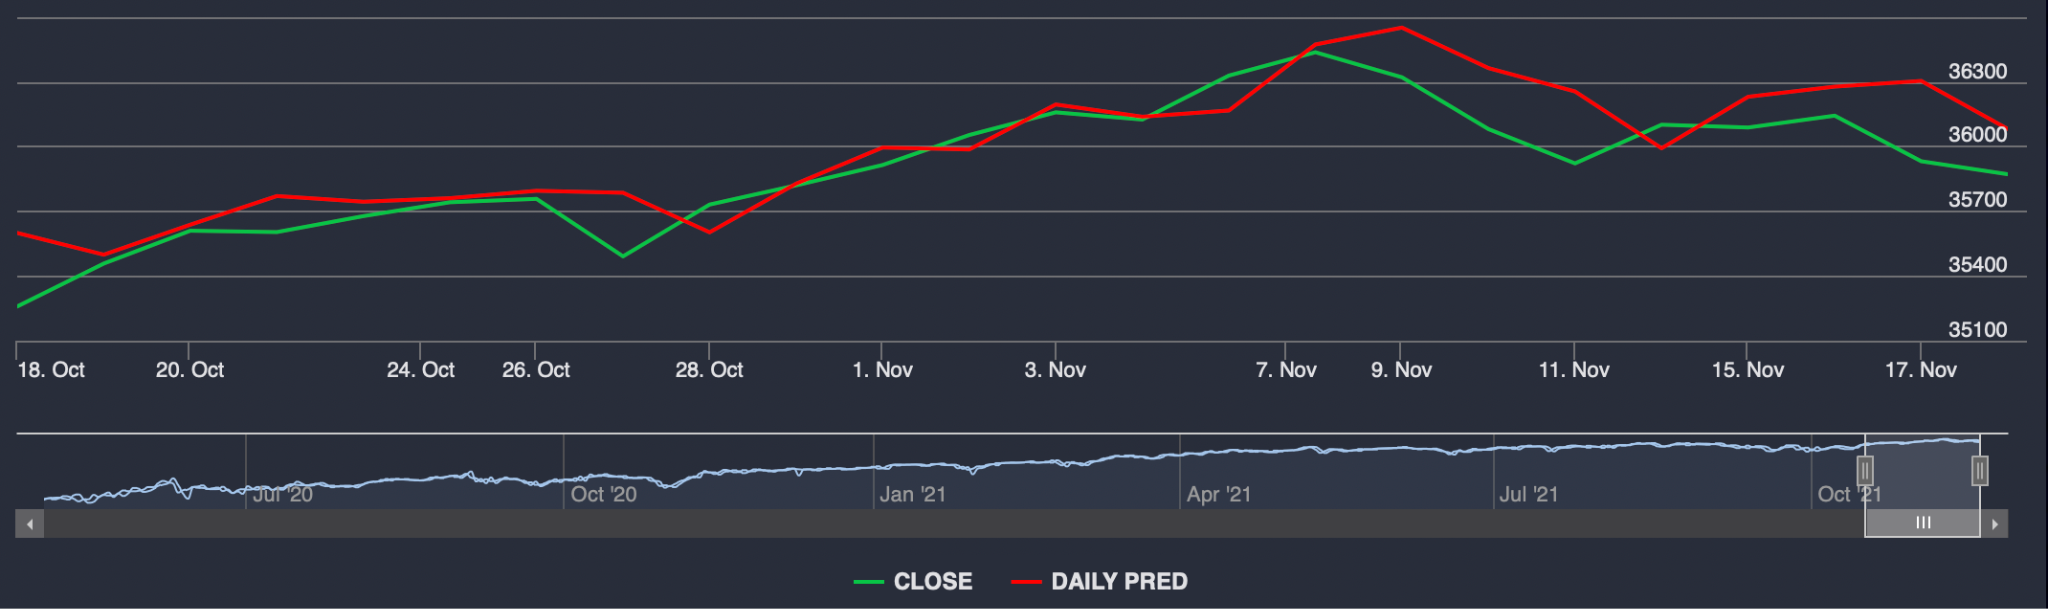 36300
36000
35700
35400
35100
18. Oct 20. Oct 24. Oct 26. Oct 28. Oct 1. Nov 3. Nov 7. Nov 9. Nov 11. Nov 15. Nov 17. Nov
Jul '20 Oct '20 Jan '21 Apr '21 Jul '21 Oct '21
CLOSE DAILY PRED